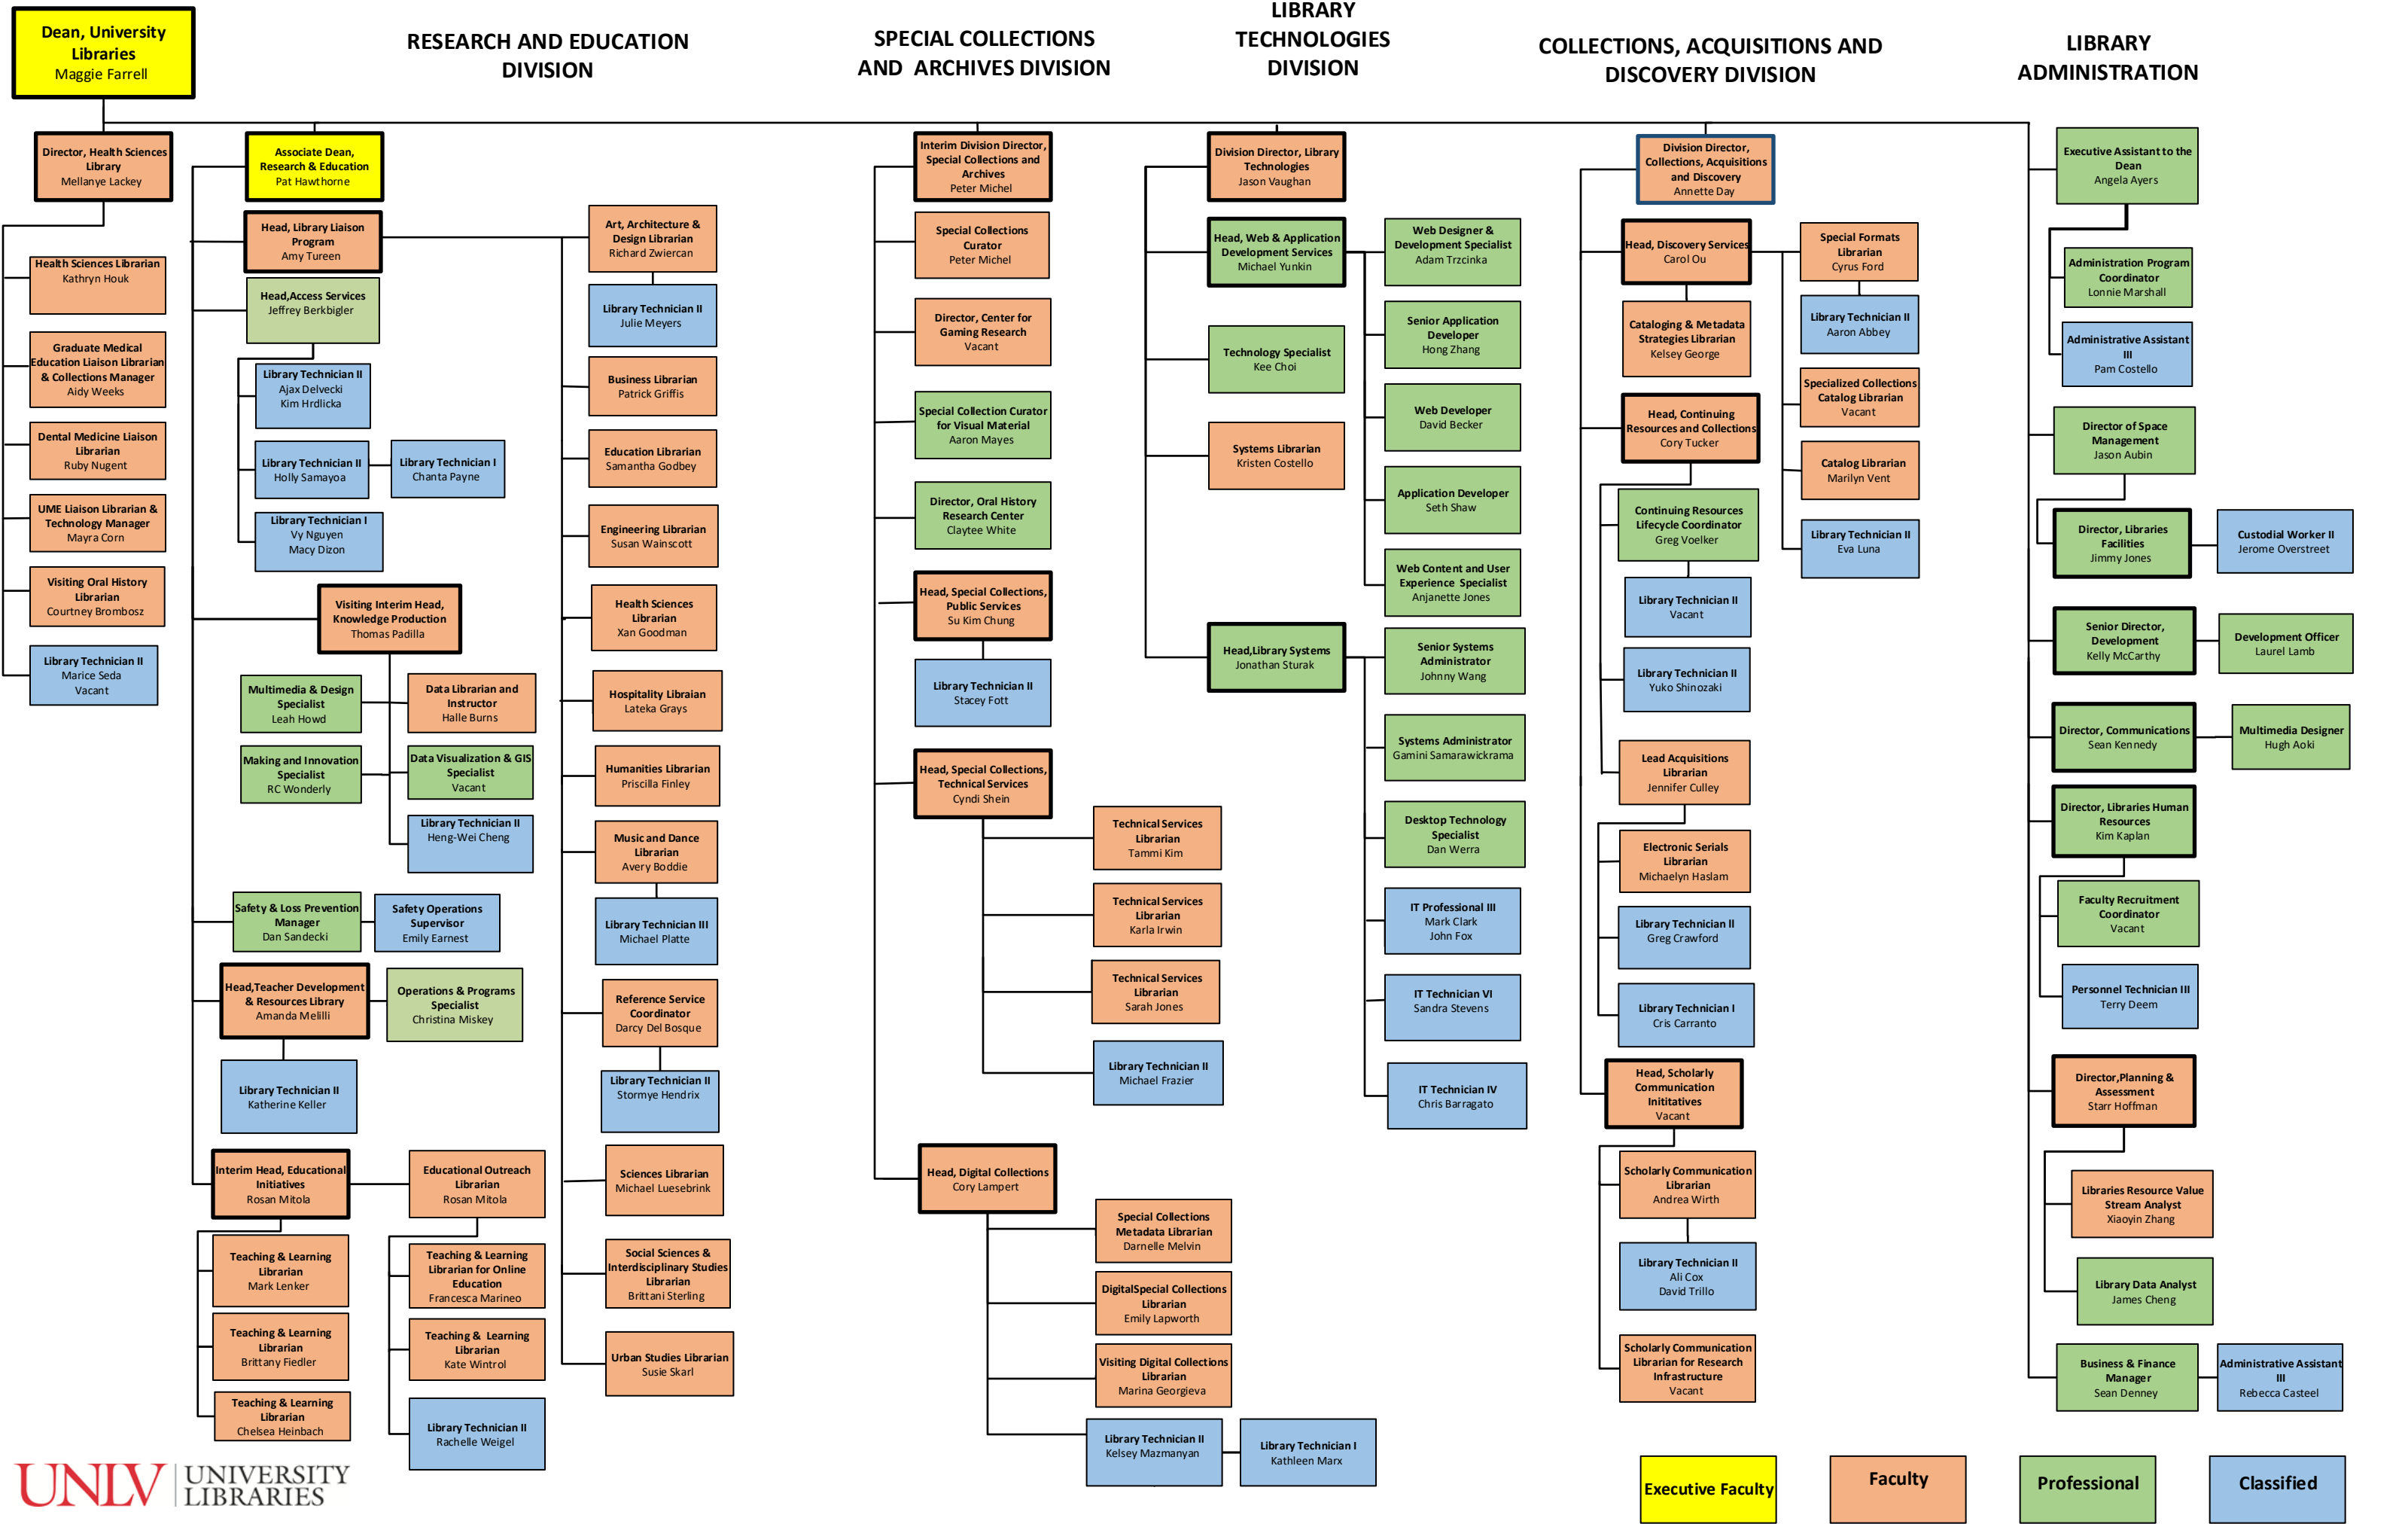 Dean, University
Libraries
Maggie Farrell
RESEARCH AND EDUCATION
DIVISION
SPECIAL COLLECTIONS
AND ARCHIVES DIVISION
LIBRARY
TECHNOLOGIES
DIVISION
COLLECTIONS, ACQUISITIONS AND
DISCOVERY DIVISION
LIBRARY
ADMINISTRATION
Director, Health Sciences
Library
Mellanye Lackey
Health Sciences Librarian
Kathryn Houk
Graduate Medical
Education Liaison Librarian
& Collections Manager
Aidy Weeks
Dental Medicine Liaison
Librarian
Ruby Nugent
UME Liaison Librarian &
Technology Manager
Mayra Corn
Visiting Oral History
Librarian
Courtney Brombosz
Library Technician II
Marice Seda
Vacant
Associate Dean,
Research & Education
Pat Hawthorne
Head, Library Liaison
Program
Amy Tureen
Head,Access Services
Jeffrey Berkbigler
Library Technician II
Ajax Delvecki
Kim Hrdlicka
Library Technician II
Holly Samayoa
Library Technician I
Chanta Payne
Library Technician I
Vy Nguyen
Macy Dizon
Visiting Interim Head,
Knowledge Production
Thomas Padilla
Multimedia & Design
Specialist
Leah Howd
Data Librarian and
Instructor
Halle Burns
Making and Innovation
Specialist
RC Wonderly
Data Visualization & GIS
Specialist
Vacant
Library Technician II
Heng-Wei Cheng
Safety & Loss Prevention
Manager
Dan Sandecki
Safety Operations
Supervisor
Emily Earnest
Head,Teacher Development
& Resources Library
Amanda Melilli
Operations & Programs
Specialist
Christina Miskey
Library Technician II
Katherine Keller
Interim Head, Educational
Initiatives
Rosan Mitola
Educational Outreach
Librarian
Rosan Mitola
Teaching & Learning
Librarian
Mark Lenker
Teaching & Learning
Librarian
Brittany Fiedler
Teaching & Learning
Librarian
Chelsea Heinbach
Teaching & Learning
Librarian for Online
Education
Francesca Marineo
Teaching & Learning
Librarian
Kate Wintrol
Library Technician II
Rachelle Weigel
Art, Architecture &
Design Librarian
Richard Zwiercan
Library Technician II
Julie Meyers
Business Librarian
Patrick Griffis
Education Librarian
Samantha Godbey
Engineering Librarian
Susan Wainscott
Health Sciences
Librarian
Xan Goodman
Hospitality Libraian
Lateka Grays
Humanities Librarian
Priscilla Finley
Music and Dance
Librarian
Avery Boddie
Library Technician III
Michael Platte
Reference Service
Coordinator
Darcy Del Bosque
Library Technician II
Stormye Hendrix
Sciences Librarian
Michael Luesebrink
Social Sciences &
Interdisciplinary Studies
Librarian
Brittani Sterling
Urban Studies Librarian
Susie Skarl
Interim Division Director,
Special Collections and
Archives
Peter Michel
Special Collections
Curator
Peter Michel
Director, Center for
Gaming Research
Vacant
Special Collection Curator
for Visual Material
Aaron Mayes
Director, Oral History
Research Center
Claytee White
Head, Special Collections,
Public Services
Su Kim Chung
Library Technician II
Stacey Fott
Head, Special Collections,
Technical Services
Cyndi Shein
Technical Services
Librarian
Tammi Kim
Technical Services
Librarian
Karla Irwin
Technical Services
Librarian
Sarah Jones
Library Technician II
Michael Frazier
Head, Digital Collections
Cory Lampert
Special Collections
Metadata Librarian
Darnelle Melvin
DigitalSpecial Collections
Librarian
Emily Lapworth
Visiting Digital Collections
Librarian
Marina Georgieva
Library Technician II
Kelsey Mazmanyan
Library Technician I
Kathleen Marx
Division Director, Library
Technologies
Jason Vaughan
Head, Web & Application
Development Services
Michael Yunkin
Technology Specialist
Kee Choi
Systems Librarian
Kristen Costello
Head,Library Systems
Jonathan Sturak
Web Designer &
Development Specialist
Adam Trzcinka
Senior Application
Developer
Hong Zhang
Web Developer
David Becker
Application Developer
Seth Shaw
Web Content and User
Experience Specialist
Anjanette Jones
Senior Systems
Administrator
Johnny Wang
Systems Administrator
Gamini Samarawickrama
Desktop Technology
Specialist
Dan Werra
IT Professional III
Mark Clark
John Fox
IT Technician VI
Sandra Stevens
IT Technician IV
Chris Barragato
Division Director,
Collections, Acquisitions
and Discovery
Annette Day
Head, Discovery Services
Carol Ou
Cataloging & Metadata
Strategies Librarian
Kelsey George
Special Formats
Librarian
Cyrus Ford
Library Technician II
Aaron Abbey
Specialized Collections
Catalog Librarian
Vacant
Catalog Librarian
Marilyn Vent
Library Technician II
Eva Luna
Head, Continuing
Resources and Collections
Cory Tucker
Continuing Resources
Lifecycle Coordinator
Greg Voelker
Library Technician II
Vacant
Library Technician II
Yuko Shinozaki
Lead Acquisitions
Librarian
Jennifer Culley
Electronic Serials
Librarian
Michaelyn Haslam
Library Technician II
Greg Crawford
Library Technician I
Cris Carranto
Head, Scholarly
Communication
Inititatives
Vacant
Scholarly Communication
Librarian
Andrea Wirth
Library Technician II
Ali Cox
David Trillo
Scholarly Communication
Librarian for Research
Infrastructure
Vacant
Executive Assistant to the
Dean
Angela Ayers
Administration Program
Coordinator
Lonnie Marshall
Administrative Assistant
III
Pam Costello
Director of Space
Management
Jason Aubin
Director, Libraries
Facilities
Jimmy Jones
Custodial Worker II
Jerome Overstreet
Senior Director,
Development
Kelly McCarthy
Development Officer
Laurel Lamb
Director, Communications
Sean Kennedy
Multimedia Designer
Hugh Aoki
Director, Libraries Human
Resources
Kim Kaplan
Faculty Recruitment
Coordinator
Vacant
Personnel Technician III
Terry Deem
Director,Planning &
Assessment
Starr Hoffman
Libraries Resource Value
Stream Analyst
Xiaoyin Zhang
Library Data Analyst
James Cheng
Business & Finance
Manager
Sean Denney
Administrative Assistant
III
Rebecca Casteel
UNLV
UNIVERSITY
LIBRARIES
Executive Faculty
Faculty
Professional
Classified